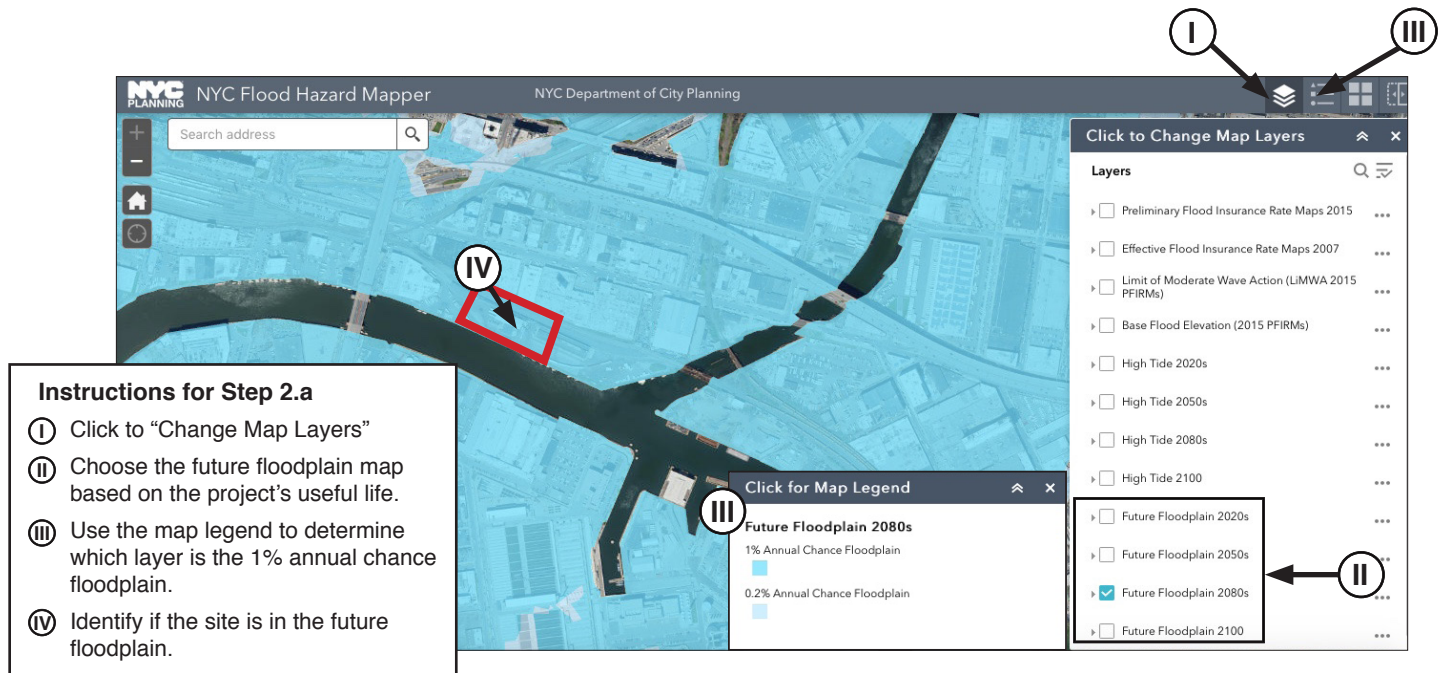 I
III
NYC
PLANNING
NYC Flood Hazard Mapper
NYC Department of City Planning
Search address
Click to Change Map Layers
Layers
Preliminary Flood Insurance Rate Maps 2015
Effective Flood Insurance Rate Maps 2007
Limit of Moderate Wave Action (LiMWA 2015
PFIRMs)
Base Flood Elevation (2015 PFIRMs)
High Tide 2020s
High Tide 2050s
High Tide 2080s
High Tide 2100
Future Floodplain 2020s
Future Floodplain 2050s
Future Floodplain 2080s
Future Floodplain 2100
II
IV
Instructions for Step 2.a
I Click to “Change Map Layers”
II Choose the future floodplain map
based on the project’s useful life.
III Use the map legend to determine
which layer is the 1% annual chance
floodplain.
IV Identify if the site is in the future
floodplain.
III
Click for Map Legend
Future Floodplain 2080s
1% Annual Chance Floodplain
0.2% Annual Chance Floodplain